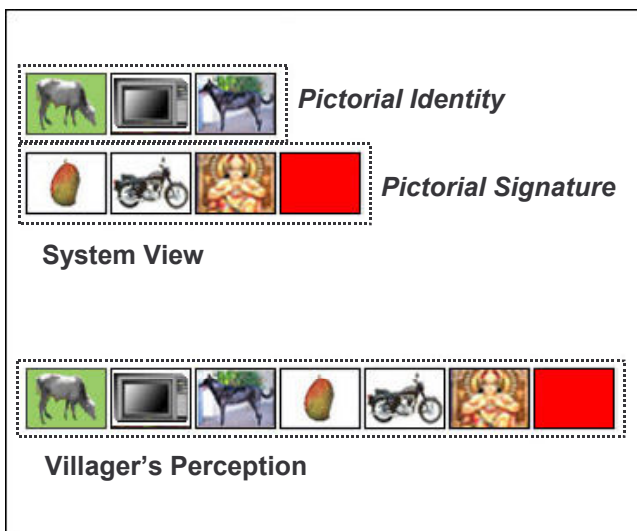 Pictorial Identity
Pictorial Signature
System View
Villager's Perception